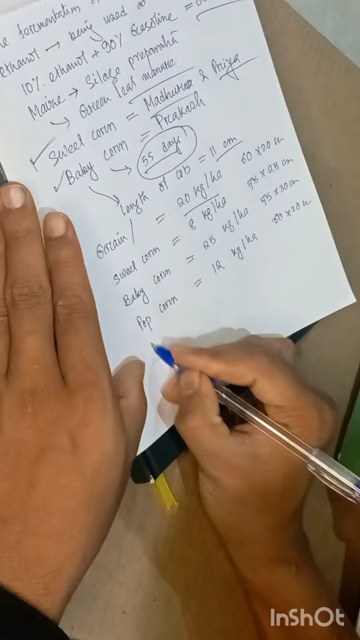 fermentation of
ethanol → being used as
10% ethanol + 90% Gasoline =
Maize → Silage preparation
→ Green leaf manure
✓ Sweet corn = Madhuri & Priya
✓ Baby corn = Prakash
→ 55 days
Length of cob = 11 cm
Grain = 20 kg/ha 60 x 20 cm
Sweet corn = 8 kg/ha 75 x 25 cm
Baby corn = 25 kg/ha 45 x 30 cm
Pop corn = 12 kg/ha 60 x 20 cm
InShOt